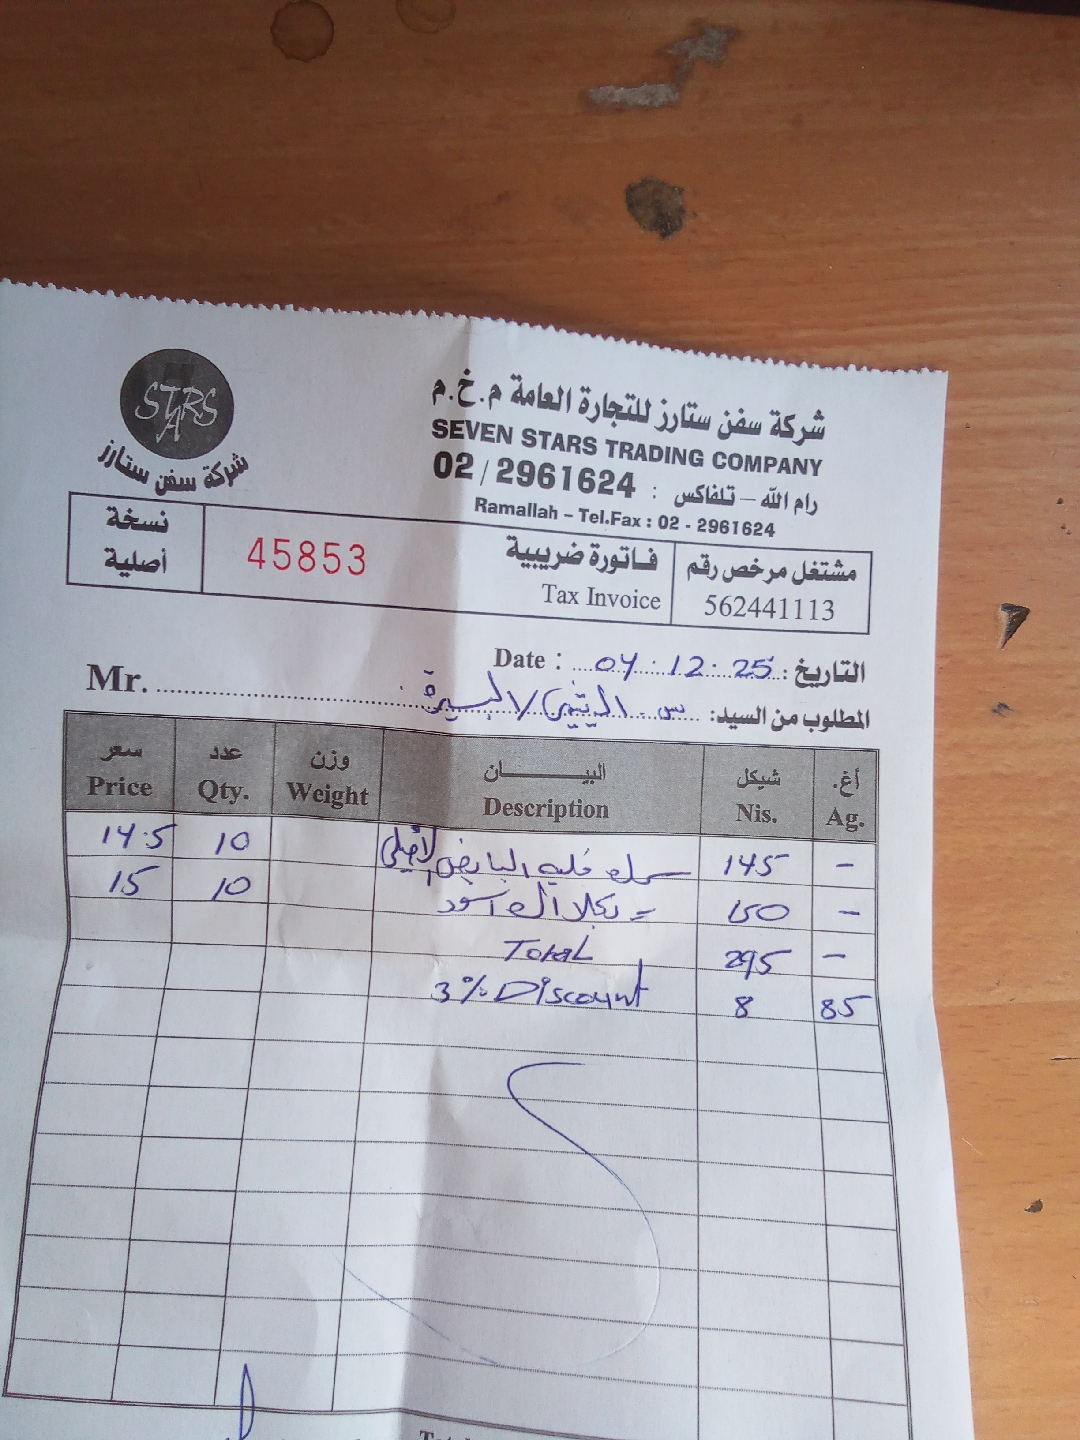 STARS
STAR
شركة سفن ستارز
شركة سفن ستارز للتجارة العامة م.خ.م
SEVEN STARS TRADING COMPANY
رام الله - تلفاكس : 02/2961624
Ramallah - Tel.Fax : 02 - 2961624
مشتغل مرخص رقم
562441113
فاتورة ضريبية
Tax Invoice
45853
نسخة
أصلية
التاريخ : 04.12.25 Date :
المطلوب من السيد: Mr.
أغ. شيكل البيـــــان وزن عدد سعر
Ag. Nis. Description Weight Qty. Price
- 145 10 14.5
- 150 10 15
- 295 Total
85 8 3% Discount